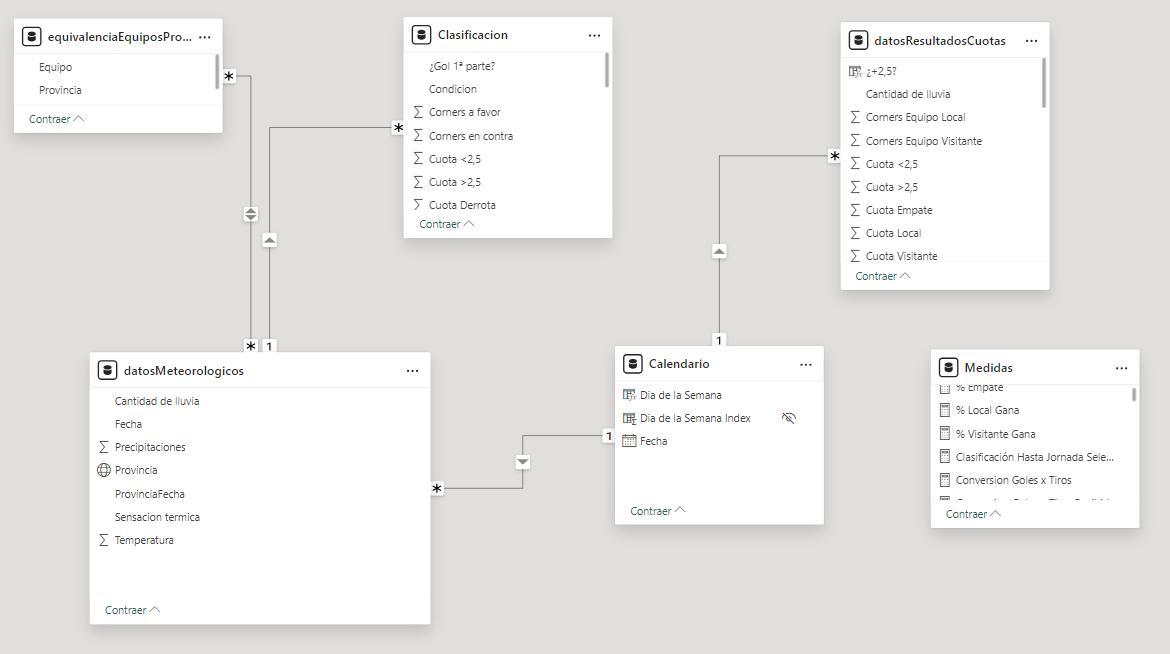 equivalenciaEquiposPro... ...
Equipo
Provincia
Contraer
*
*
Clasificacion ...
¿Gol 1ª parte?
Condicion
Corners a favor
Corners en contra
Cuota <2,5
Cuota >2,5
Cuota Derrota
Contraer
*
1
datosResultadosCuotas ...
¿+2,5?
Cantidad de lluvia
Corners Equipo Local
Corners Equipo Visitante
Cuota <2,5
Cuota >2,5
Cuota Empate
Cuota Local
Cuota Visitante
Contraer
*
1
datosMeteorologicos ...
Cantidad de lluvia
Fecha
Precipitaciones
Provincia
ProvinciaFecha
Sensacion termica
Temperatura
Contraer
*
1
Calendario ...
Dia de la Semana
Dia de la Semana Index
Fecha
Contraer
Medidas ...
% Empate
% Local Gana
% Visitante Gana
Clasificación Hasta Jornada Sele...
Conversion Goles x Tiros
Contraer